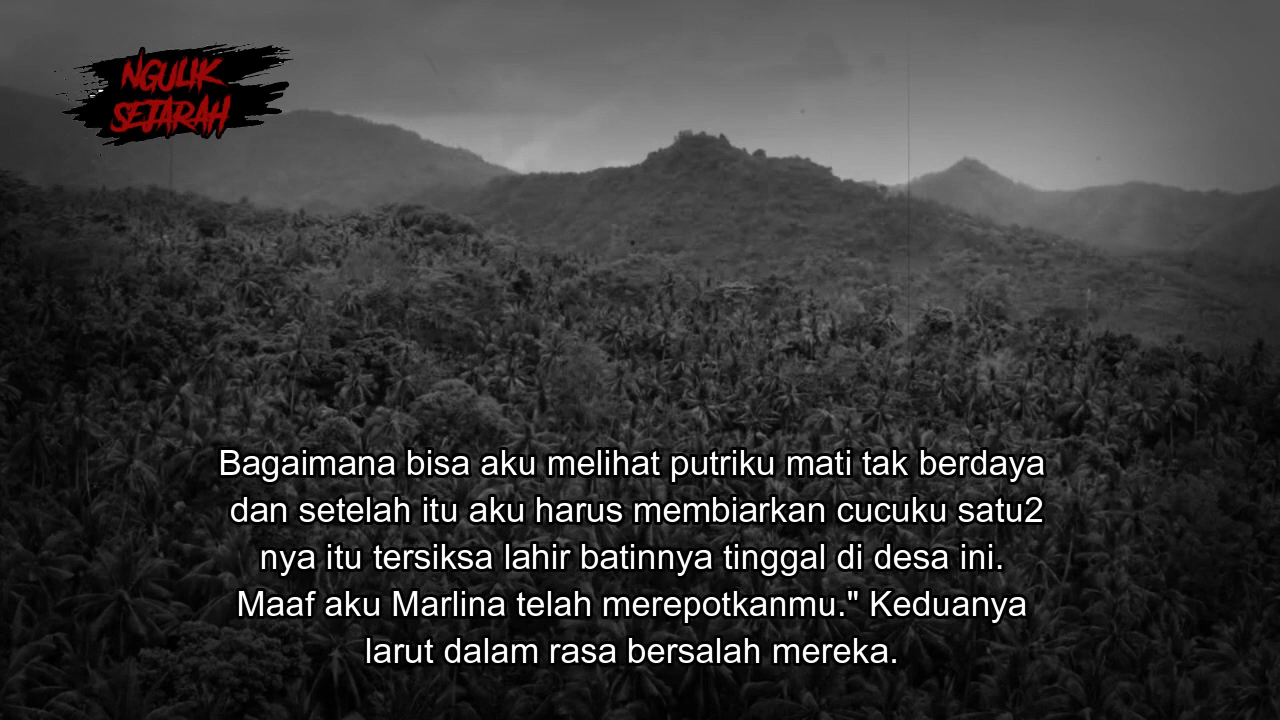 NGULIK
SEJARAH
Bagaimana bisa aku melihat putriku mati tak berdaya
dan setelah itu aku harus membiarkan cucuku satu2
nya itu tersiksa lahir batinnya tinggal di desa ini.
Maaf aku Marlina telah merepotkanmu." Keduanya
larut dalam rasa bersalah mereka.